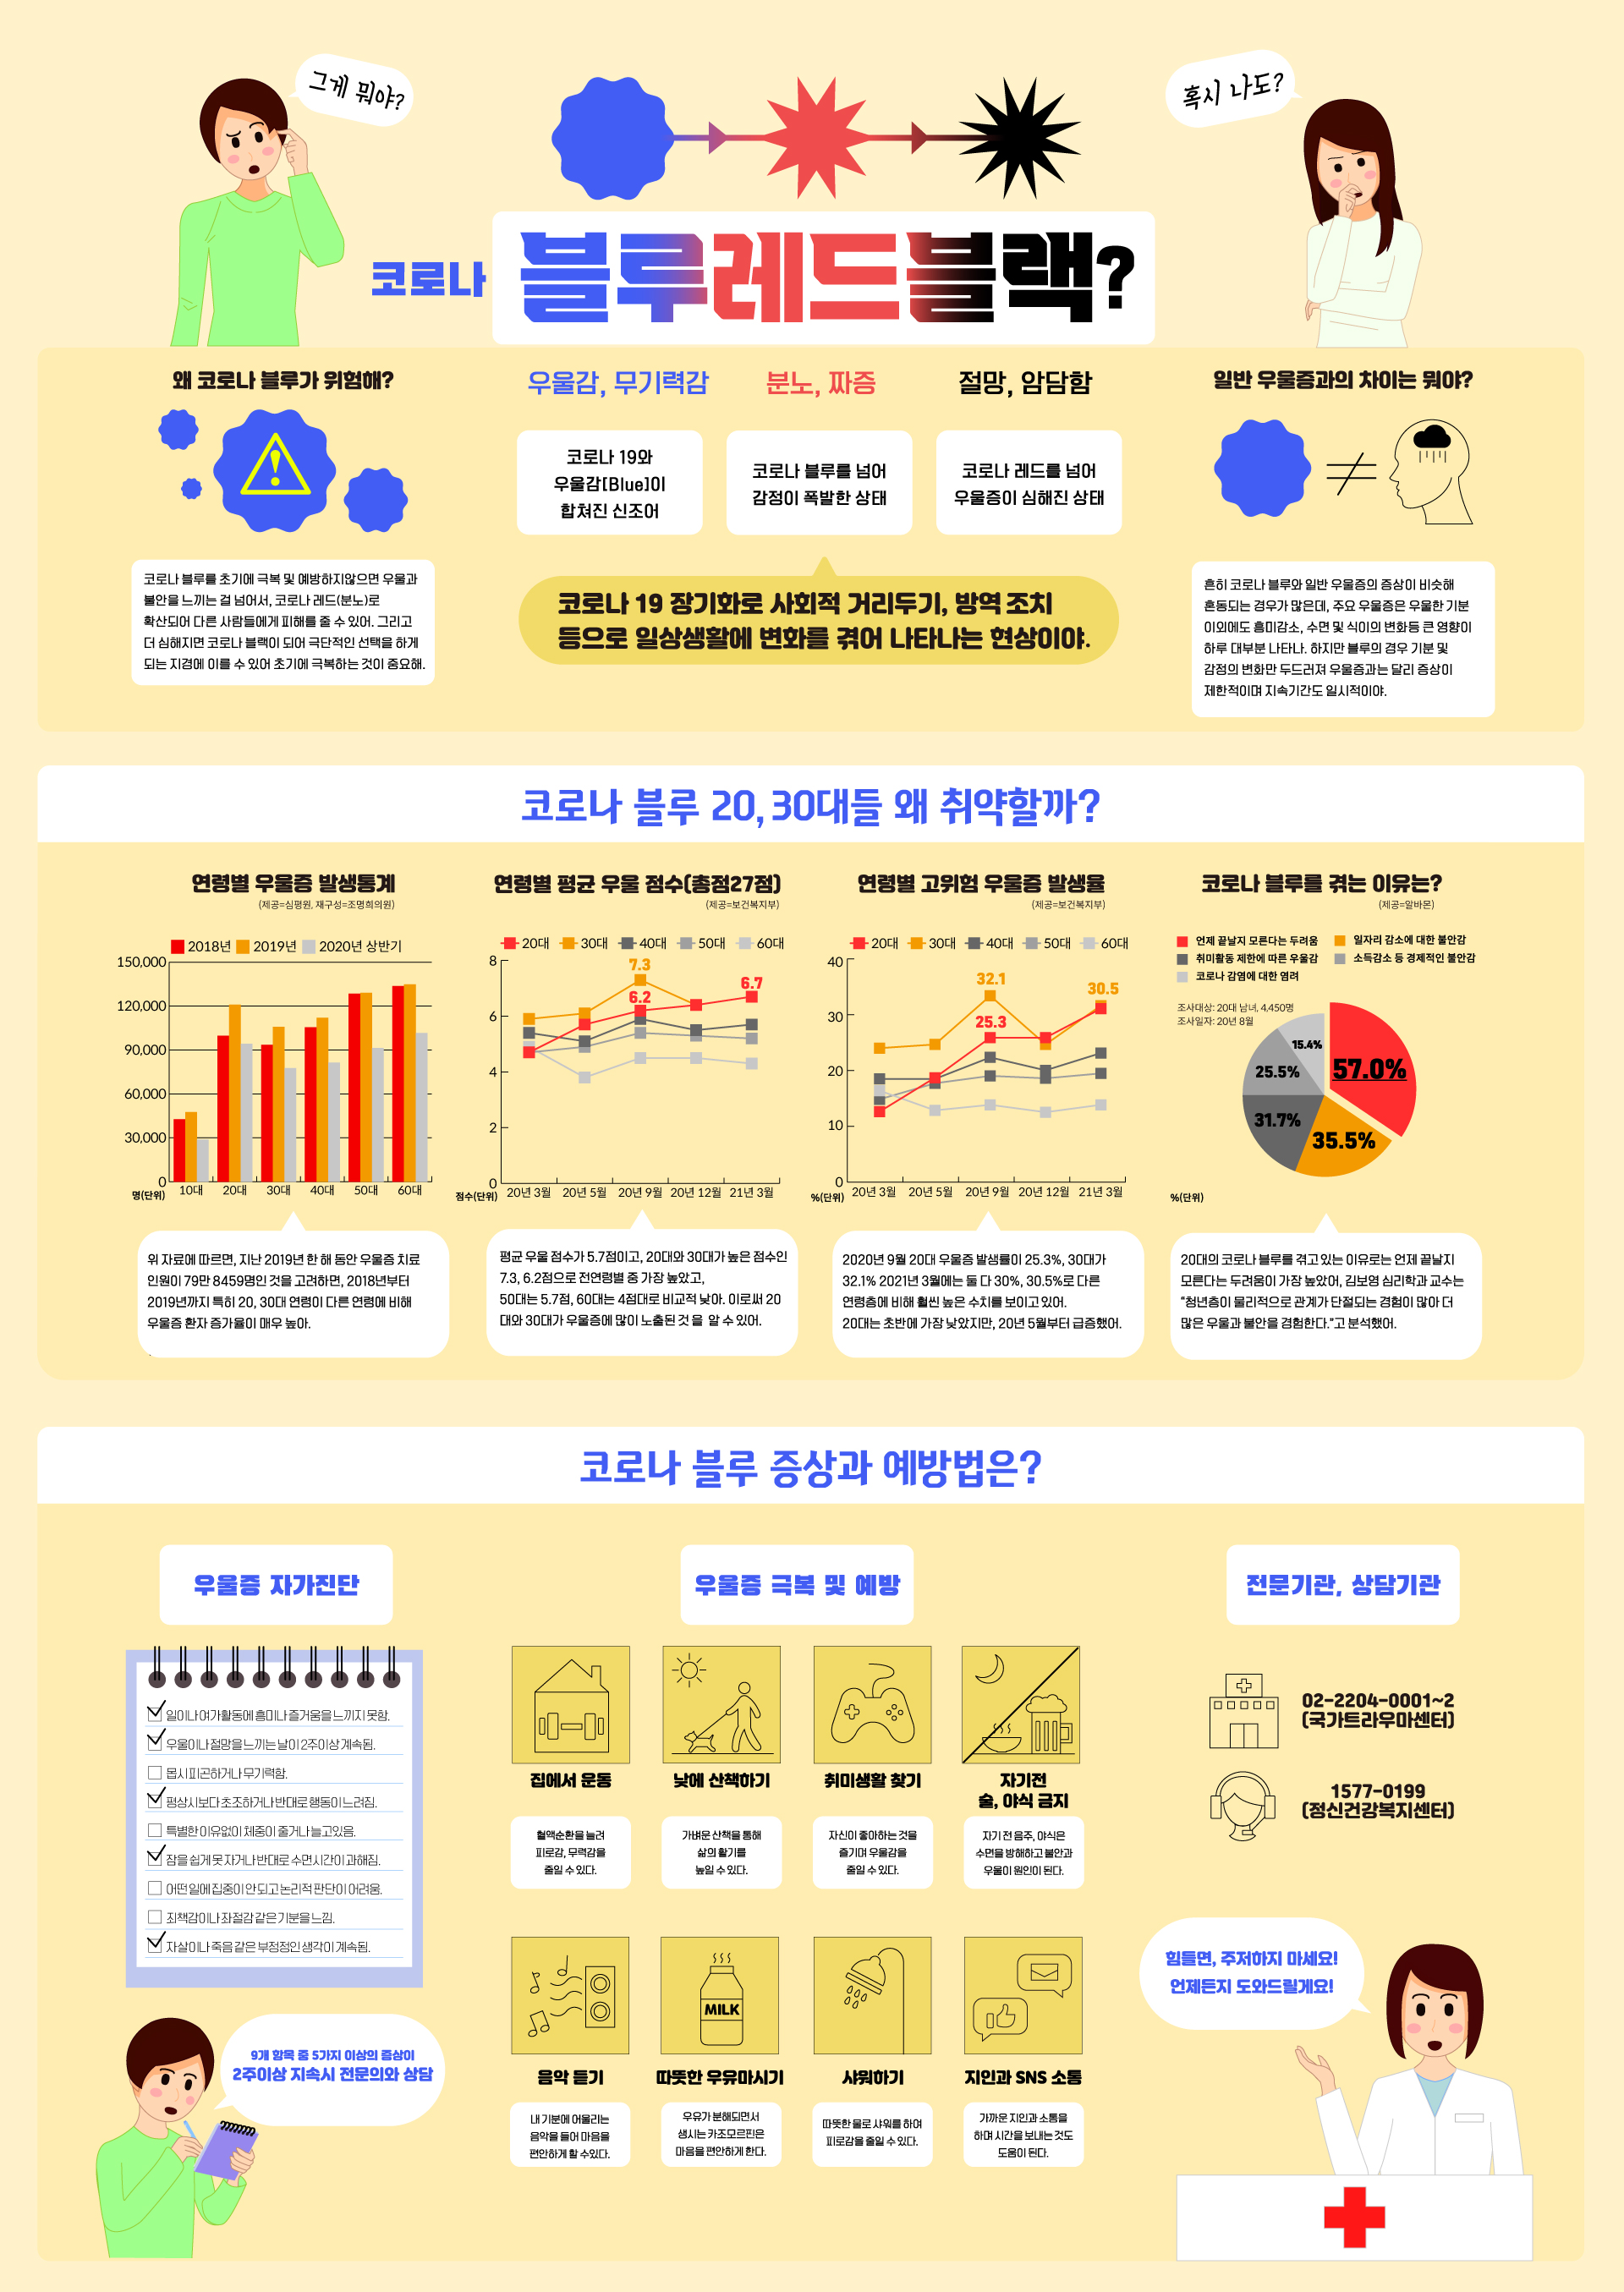 그게 뭐야?
혹시 나도?
코로나 블루레드블랙?
왜 코로나 블루가 위험해?
코로나 블루를 초기에 극복 및 예방하지않으면 우울과
불안을 느끼는 걸 넘어서, 코로나 레드(분노)로
확산되어 다른 사람들에게 피해를 줄 수 있어. 그리고
더 심해지면 코로나 블랙이 되어 극단적인 선택을 하게
되는 지경에 이를 수 있어 초기에 극복하는 것이 중요해.
우울감, 무기력감
코로나 19와
우울감[Blue]이
합쳐진 신조어
분노, 짜증
코로나 블루를 넘어
감정이 폭발한 상태
절망, 암담함
코로나 레드를 넘어
우울증이 심해진 상태
코로나 19 장기화로 사회적 거리두기, 방역 조치
등으로 일상생활에 변화를 겪어 나타나는 현상이야.
일반 우울증과의 차이는 뭐야?
흔히 코로나 블루와 일반 우울증의 증상이 비슷해
혼동되는 경우가 많은데, 주요 우울증은 우울한 기분
이외에도 흥미감소, 수면 및 식이의 변화등 큰 영향이
하루 대부분 나타나. 하지만 블루의 경우 기분 및
감정의 변화만 두드러져 우울증과는 달리 증상이
제한적이며 지속기간도 일시적이야.
코로나 블루 20, 30대들 왜 취약할까?
연령별 우울증 발생통계
(제공=심평원, 재구성=조명희의원)
2018년 2019년 2020년 상반기
150,000
120,000
90,000
60,000
30,000
0
명(단위)
10대 20대 30대 40대 50대 60대
위 자료에 따르면, 지난 2019년 한 해 동안 우울증 치료
인원이 79만 8459명인 것을 고려하면, 2018년부터
2019년까지 특히 20, 30대 연령이 다른 연령에 비해
우울증 환자 증가율이 매우 높아.
연령별 평균 우울 점수(총점27점)
(제공=보건복지부)
20대 30대 40대 50대 60대
8
6
4
2
0
7.3
6.2
6.7
점수(단위)
20년 3월 20년 5월 20년 9월 20년 12월 21년 3월
평균 우울 점수가 5.7점이고, 20대와 30대가 높은 점수인
7.3, 6.2점으로 전연령별 중 가장 높았고,
50대는 5.7점, 60대는 4점대로 비교적 낮아. 이로써 20
대와 30대가 우울증에 많이 노출된 것 을 알 수 있어.
연령별 고위험 우울증 발생율
(제공=보건복지부)
20대 30대 40대 50대 60대
40
30
20
10
0
32.1
25.3
30.5
%(단위)
20년 3월 20년 5월 20년 9월 20년 12월 21년 3월
2020년 9월 20대 우울증 발생률이 25.3%, 30대가
32.1% 2021년 3월에는 둘 다 30%, 30.5%로 다른
연령층에 비해 훨씬 높은 수치를 보이고 있어.
20대는 초반에 가장 낮았지만, 20년 5월부터 급증했어.
코로나 블루를 겪는 이유는?
(제공=알바몬)
언제 끝날지 모른다는 두려움 일자리 감소에 대한 불안감
취미활동 제한에 따른 우울감 소득감소 등 경제적인 불안감
코로나 감염에 대한 염려
조사대상: 20대 남녀, 4,450명
조사일자: 20년 8월
57.0%
35.5%
31.7%
25.5%
15.4%
%(단위)
20대의 코로나 블루를 겪고 있는 이유로는 언제 끝날지
모른다는 두려움이 가장 높았어, 김보영 심리학과 교수는
"청년층이 물리적으로 관계가 단절되는 경험이 많아 더
많은 우울과 불안을 경험한다."고 분석했어.
코로나 블루 증상과 예방법은?
우울증 자가진단
일이나 여가활동에 흥미나 즐거움을 느끼지 못함.
우울이나 절망을 느끼는 날이 2주이상 계속됨.
몹시 피곤하거나 무기력함.
평상시보다 초조하거나 반대로 행동이 느려짐.
특별한 이유없이 체중이 줄거나 늘고있음.
잠을 쉽게 못 자거나 반대로 수면시간이 과해짐.
어떤 일에 집중이 안 되고 논리적 판단이 어려움.
죄책감이나 좌절감 같은 기분을 느낌.
자살이나 죽음 같은 부정정인 생각이 계속됨.
9개 항목 중 5가지 이상의 증상이
2주이상 지속시 전문의와 상담
우울증 극복 및 예방
집에서 운동
혈액순환을 늘려
피로감, 무력감을
줄일 수 있다.
낮에 산책하기
가벼운 산책을 통해
삶의 활기를
높일 수 있다.
취미생활 찾기
자신이 좋아하는 것을
즐기며 우울감을
줄일 수 있다.
자기전
술, 야식 금지
자기 전 음주, 야식은
수면을 방해하고 불안과
우울이 원인이 된다.
음악 듣기
내 기분에 어울리는
음악을 들어 마음을
편안하게 할 수있다.
MILK
따뜻한 우유마시기
우유가 분해되면서
생시는 카조모르핀은
마음을 편안하게 한다.
샤워하기
따뜻한 물로 샤워를 하여
피로감을 줄일 수 있다.
지인과 SNS 소통
가까운 지인과 소통을
하며 시간을 보내는 것도
도움이 된다.
전문기관, 상담기관
02-2204-0001~2
(국가트라우마센터)
1577-0199
(정신건강복지센터)
힘들면, 주저하지 마세요!
언제든지 도와드릴게요!